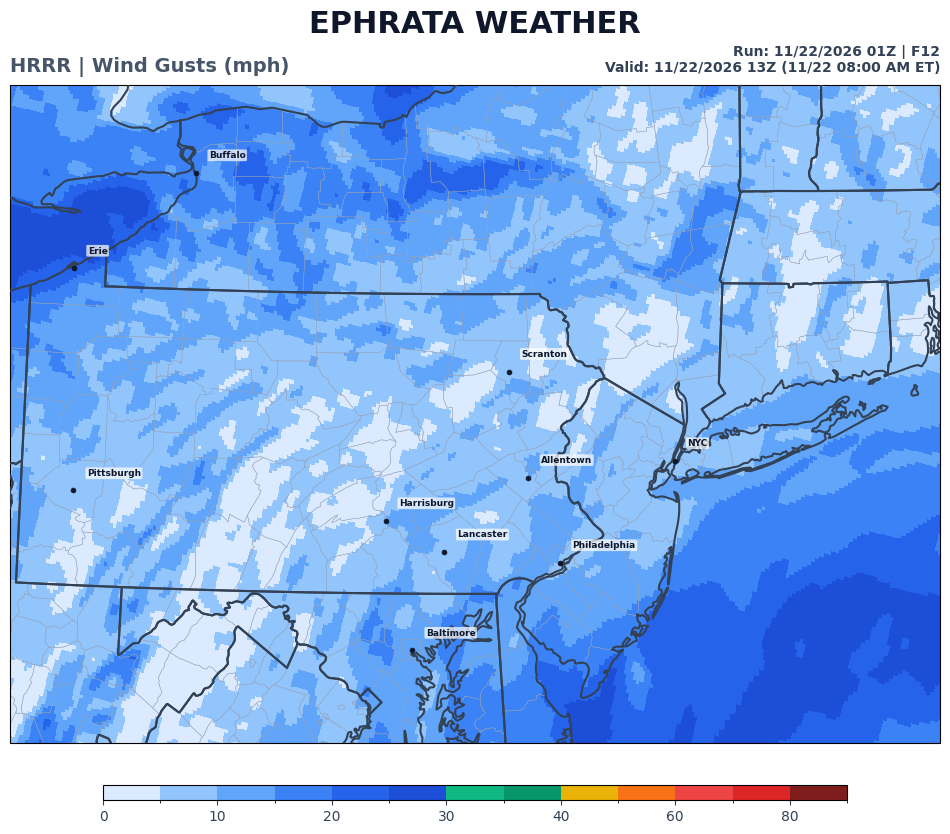 EPHRATA WEATHER
HRRR | Wind Gusts (mph)
Run: 11/22/2026 01Z | F12
Valid: 11/22/2026 13Z (11/22 08:00 AM ET)
Buffalo
Erie
Scranton
NYC
Allentown
Pittsburgh
Harrisburg
Lancaster
Philadelphia
Baltimore
0 10 20 30 40 50 60 70 80